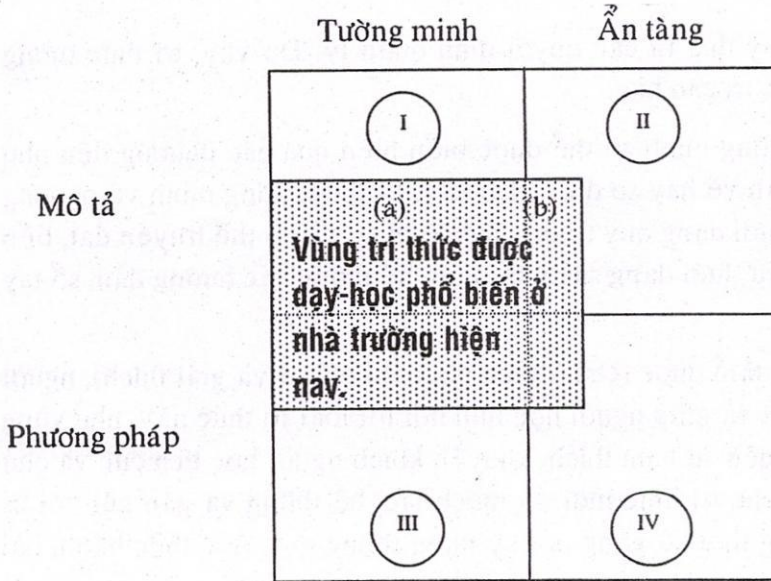 Tường minh Ẩn tàng
I II
Mô tả (a) (b)
Vùng tri thức được
dạy-học phổ biến ở
nhà trường hiện
nay.
Phương pháp
III IV